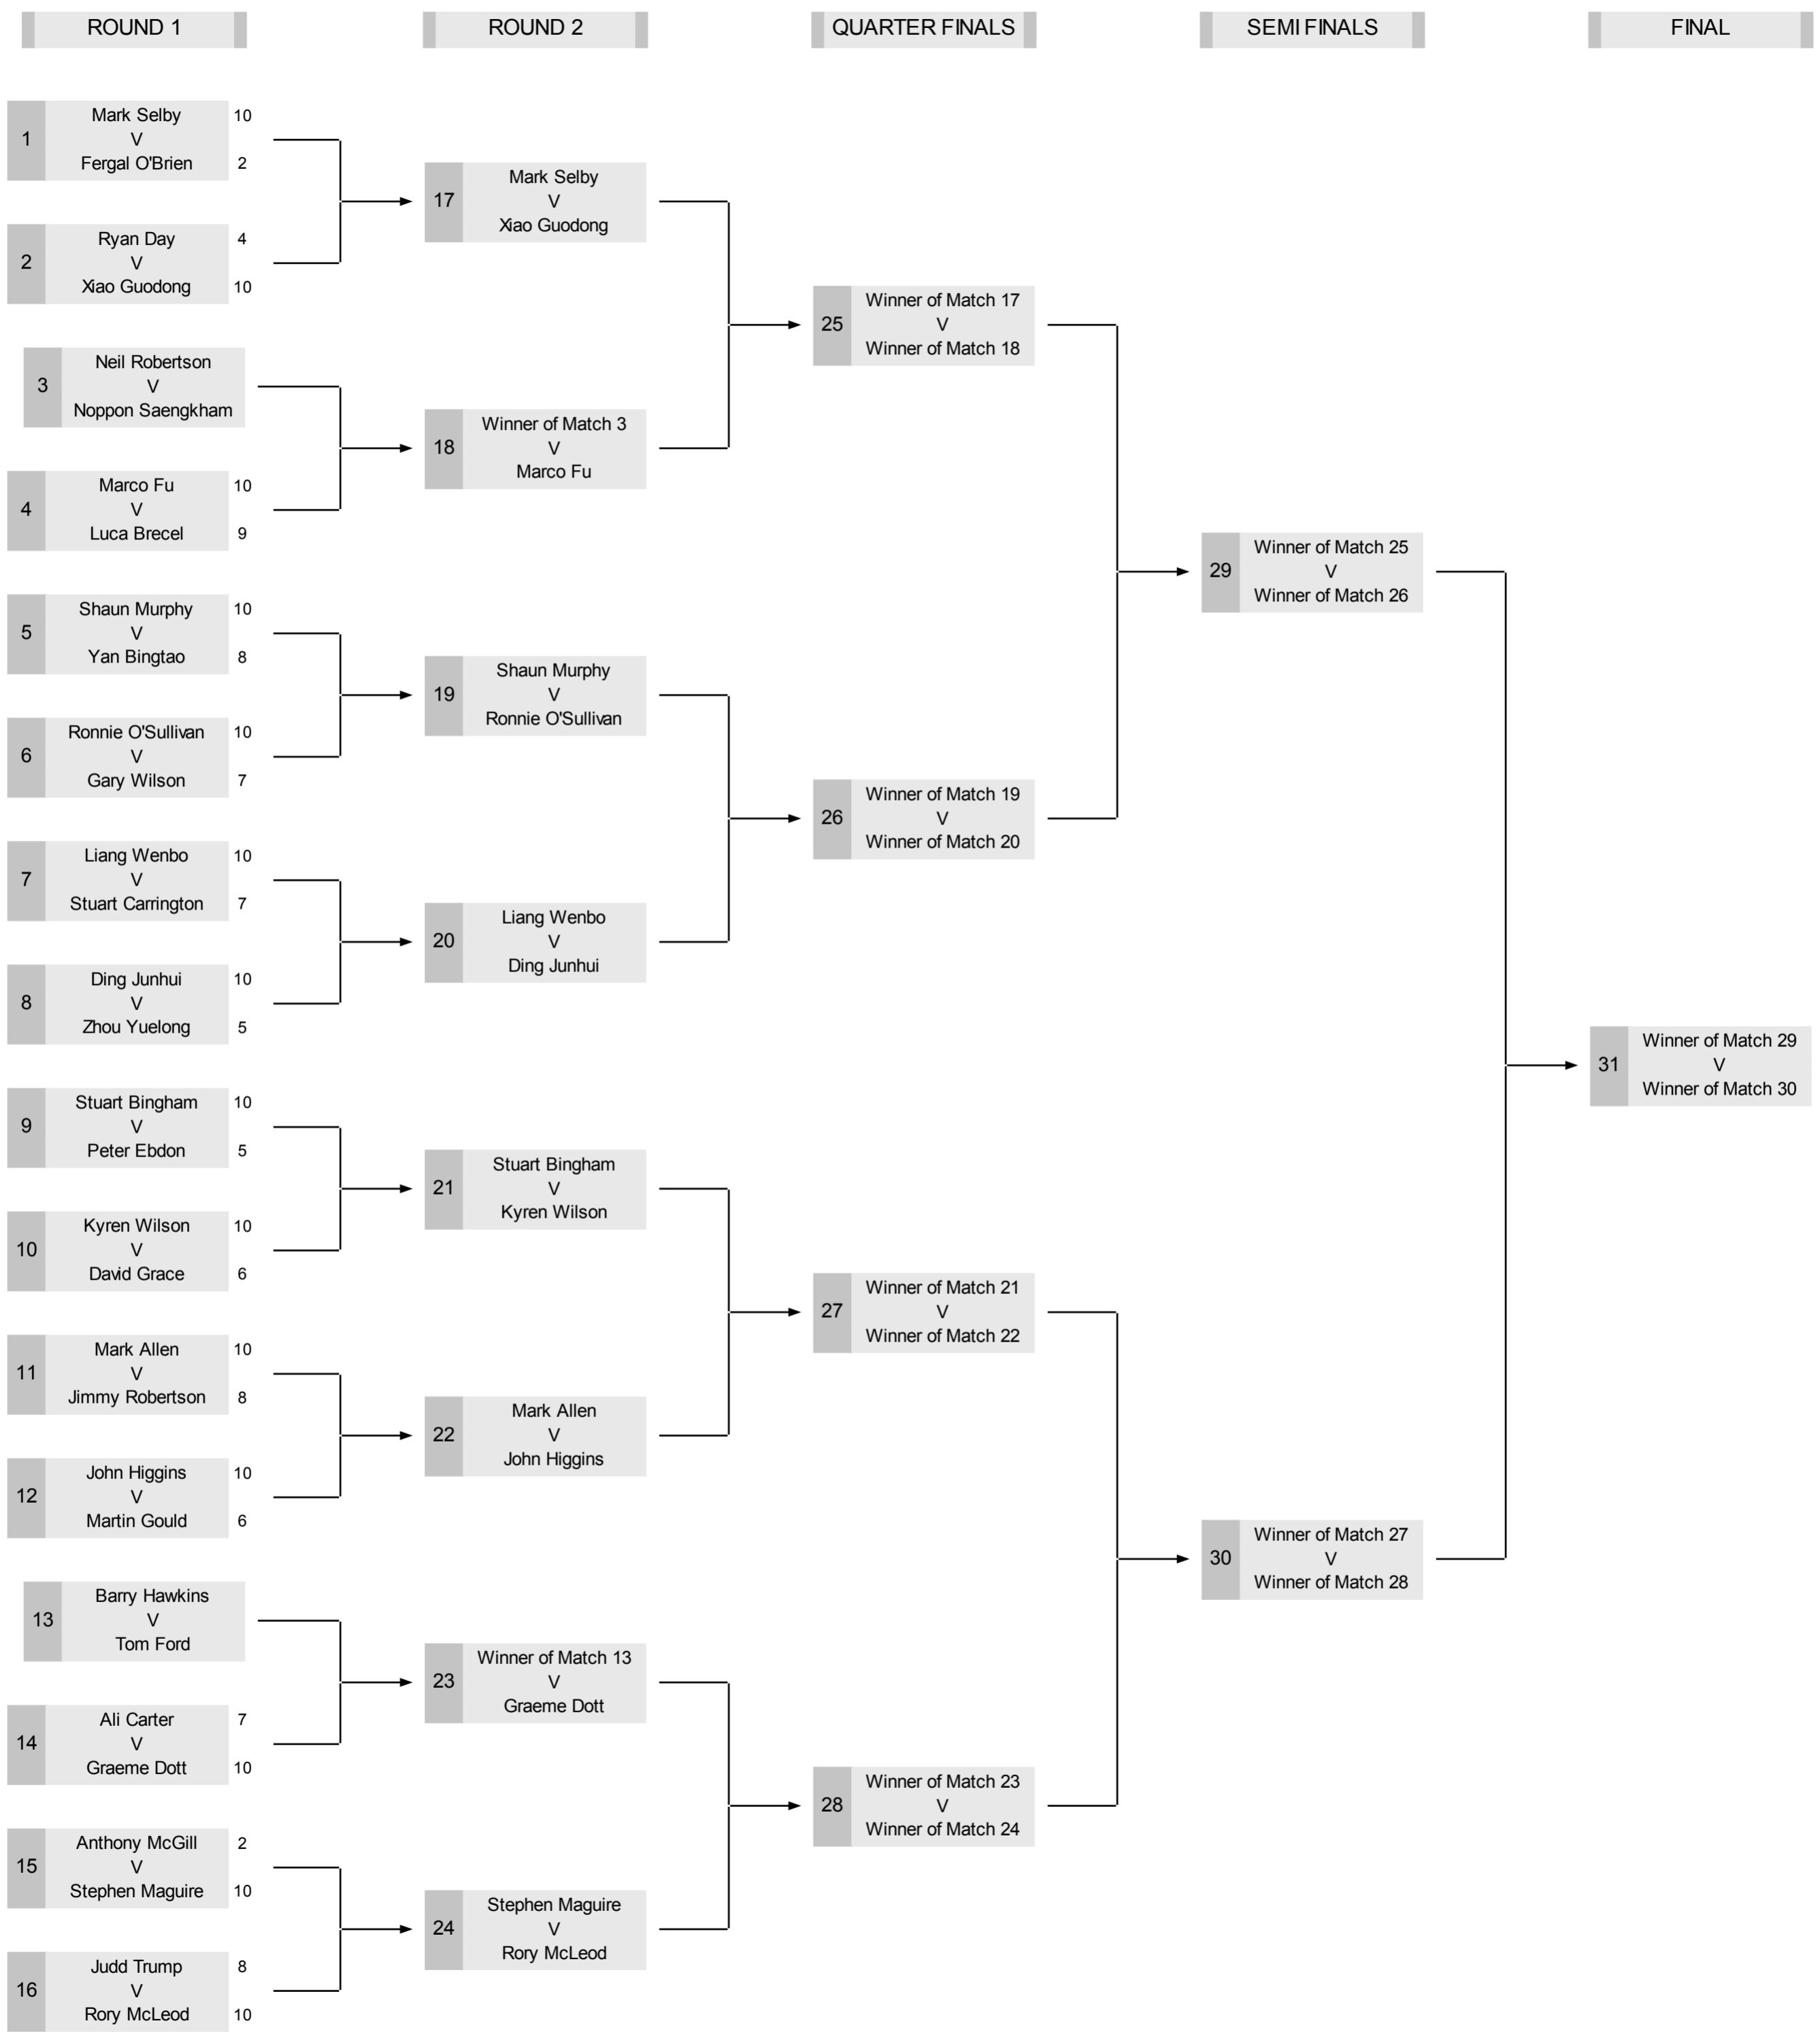 ROUND 1
ROUND 2
QUARTER FINALS
SEMI FINALS
FINAL
1
Mark Selby 10
V
Fergal O'Brien 2
2
Ryan Day 4
V
Xiao Guodong 10
3
Neil Robertson
V
Noppon Saengkham
4
Marco Fu 10
V
Luca Brecel 9
5
Shaun Murphy 10
V
Yan Bingtao 8
6
Ronnie O'Sullivan 10
V
Gary Wilson 7
7
Liang Wenbo 10
V
Stuart Carrington 7
8
Ding Junhui 10
V
Zhou Yuelong 5
9
Stuart Bingham 10
V
Peter Ebdon 5
10
Kyren Wilson 10
V
David Grace 6
11
Mark Allen 10
V
Jimmy Robertson 8
12
John Higgins 10
V
Martin Gould 6
13
Barry Hawkins
V
Tom Ford
14
Ali Carter 7
V
Graeme Dott 10
15
Anthony McGill 2
V
Stephen Maguire 10
16
Judd Trump 8
V
Rory McLeod 10
17
Mark Selby
V
Xiao Guodong
18
Winner of Match 3
V
Marco Fu
19
Shaun Murphy
V
Ronnie O'Sullivan
20
Liang Wenbo
V
Ding Junhui
21
Stuart Bingham
V
Kyren Wilson
22
Mark Allen
V
John Higgins
23
Winner of Match 13
V
Graeme Dott
24
Stephen Maguire
V
Rory McLeod
25
Winner of Match 17
V
Winner of Match 18
26
Winner of Match 19
V
Winner of Match 20
27
Winner of Match 21
V
Winner of Match 22
28
Winner of Match 23
V
Winner of Match 24
29
Winner of Match 25
V
Winner of Match 26
30
Winner of Match 27
V
Winner of Match 28
31
Winner of Match 29
V
Winner of Match 30